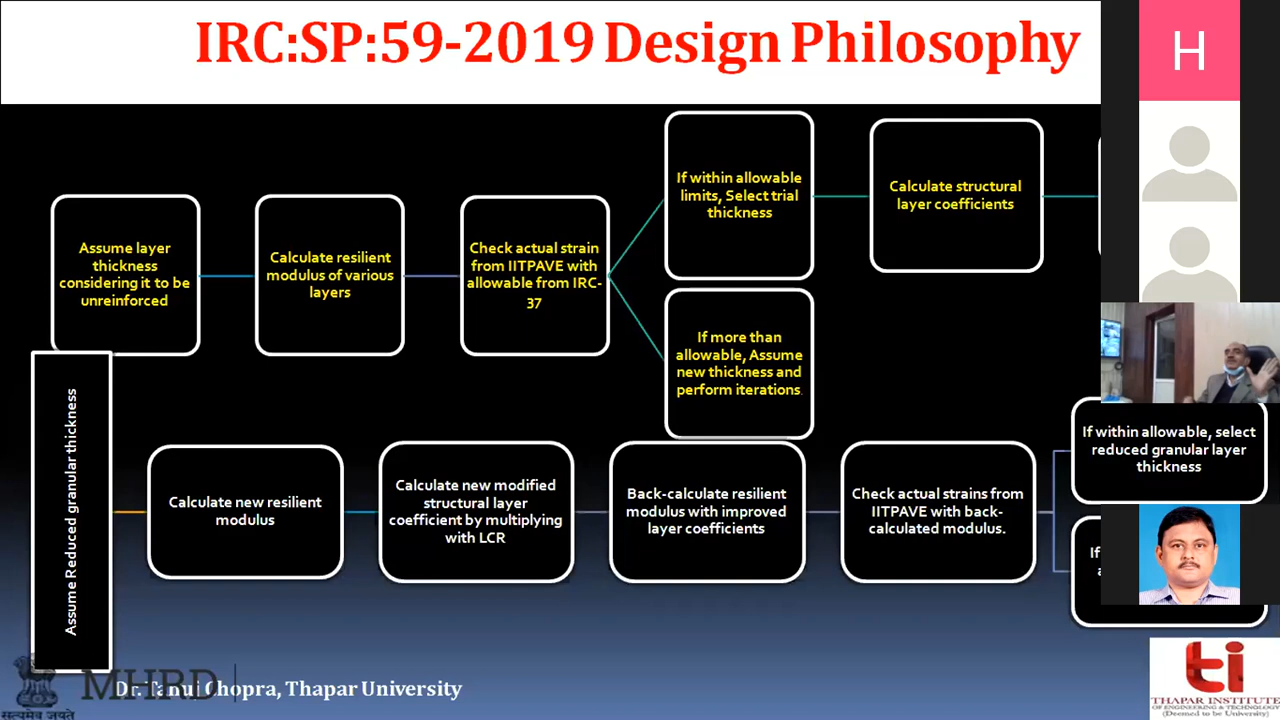 IRC:SP:59-2019 Design Philosophy
H
Assume layer
thickness
considering it to be
unreinforced
Calculate resilient
modulus of various
layers
Check actual strain
from IITPAVE with
allowable from IRC-
37
If within allowable
limits, Select trial
thickness
Calculate structural
layer coefficients
If more than
allowable, Assume
new thickness and
perform iterations.
Assume Reduced granular thickness
Calculate new resilient
modulus
Calculate new modified
structural layer
coefficient by multiplying
with LCR
Back-calculate resilient
modulus with improved
layer coefficients
Check actual strains from
IITPAVE with back-
calculated modulus.
If within allowable, select
reduced granular layer
thickness
If
a
सत्यमेव जयते
MHRD
Dr. Tanuj Chopra, Thapar University
ti
THAPAR INSTITUTE
OF ENGINEERING & TECHNOLOGY
(Deemed to be University)